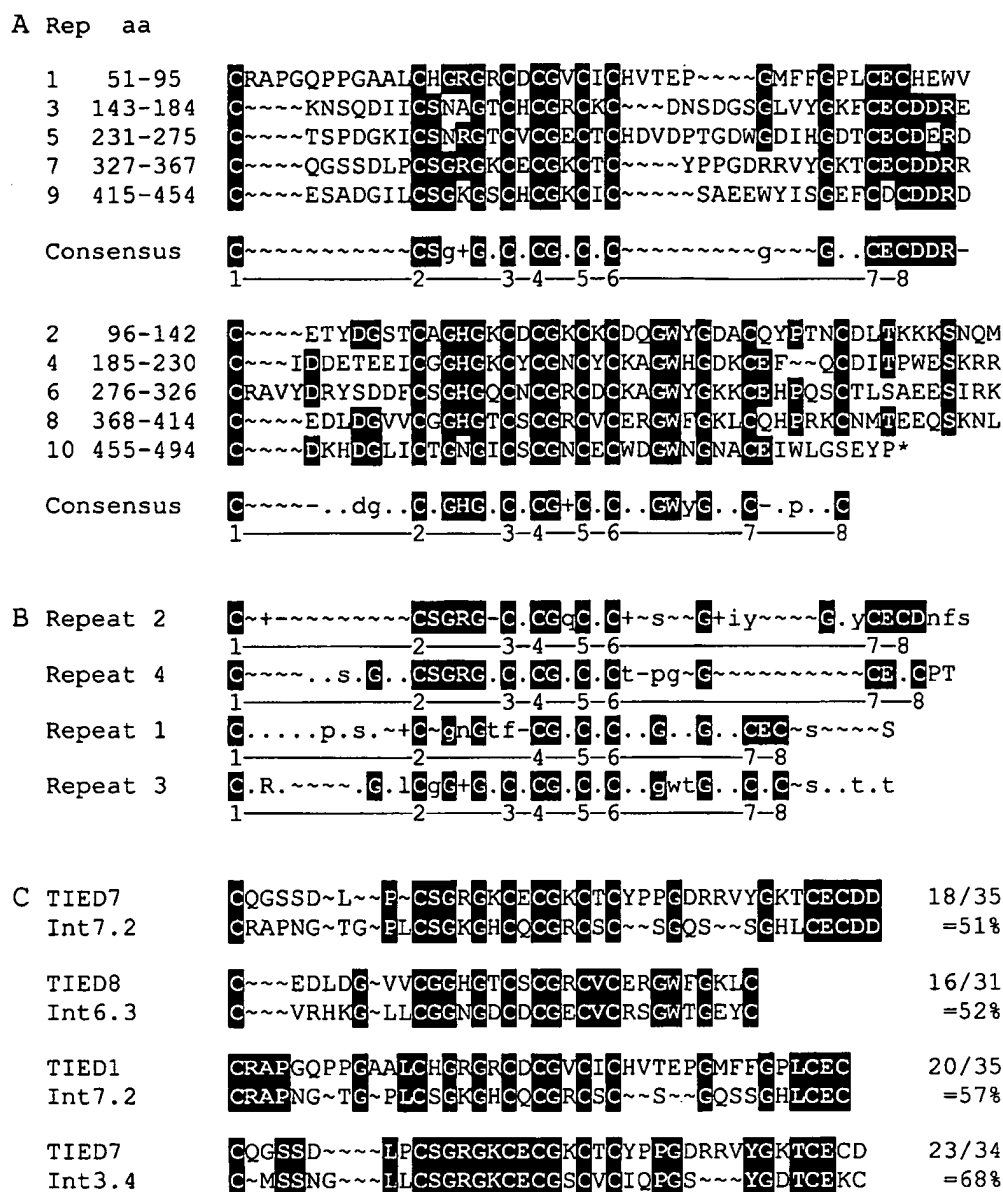 A Rep aa
1 51-95 CRAPGQPPGAALCHGRGRCDCGVCICHVTEP~~~~GMFFGPLCECHEWV
3 143-184 C~~~~KNSQDIICSNAGTCHCGRCKC~~~DNSDGSGLVYGKFCECDDRE
5 231-275 C~~~~TSPDGKICSNRGTCVCGECTCHDVDPTGDWGDIHGDTCECDERD
7 327-367 C~~~~QGSSDLPCSGRGKCECGKCTC~~~~YPPGDRRVYGKTCECDDRR
9 415-454 C~~~~ESADGILCSGKGSCHCGKCIC~~~~~SAEEWYISGEFCDCDDRD
Consensus C~~~~~~~~~~~CSg+G.C.CG.C.C~~~~~~~~~g~~~G..CECDDR-
1 2 3 4 5 6 7 8
2 96-142 C~~~~ETYDGSTCAGHGKCDCGKCKCDQGWYGDACQYPTNCDLTKKKSNQM
4 185-230 C~~~IDDETEEICGGHGKCYCGNCYCKAGWHGDKCEF~~QCDITPWESKRR
6 276-326 CRAVYDRYSDDFCSGHGQCNCGRCDCKAGWYGKKCEHPQSCTLSAEESIRK
8 368-414 C~~~~EDLDGVVCGGHGTCSCGRCVCERGWFGKLCQHPRKCNMTEEQSKNL
10 455-494 C~~~~DKHDGLICTGNGICSCGNCECWDGWNGNACEIWLGSEYP*
Consensus C~~~~-..dg..C.GHG.C.CG+C.C..GWyG..C-.p..C
1 2 3 4 5 6 7 8
B Repeat 2 C~+-~~~~~~~~CSGRG-C.CGqC.C+~s~~G+iy~~~~G.yCECDnfs
1 2 3 4 5 6 7 8
Repeat 4 C~~~~..s.G..CSGRG.C.CG.C.Ct-pg~G~~~~~~~~~~CE.CPT
1 2 3 4 5 6 7 8
Repeat 1 C.....p.s.~+C~gnGtf-CG.C.C..G..G..CEC~s~~~~S
1 2 4 5 6 7 8
Repeat 3 C.R.~~~~.G.lCgG+G.C.CG.C.C..gwtG..C.C~s..t.t
1 2 3 4 5 6 7 8
C TIED7 CQGSSD~L~~P~CSGRGKCECGKCTCYPPGDRRVYGKTCECDD 18/35
Int7.2 CRAPNG~TG~PLCSGKGHCQCGRCSC~~SGQS~~SGHLCECDD =51%
TIED8 C~~~EDLDG~VVCGGHGTCSCGRCVCERGWFGKLC 16/31
Int6.3 C~~~VRHKG~LLCGGNGDCDCGECVCRSGWTGEYC =52%
TIED1 CRAPGQPPGAALCHGRGRCDCGVCICHVTEPGMFFGPLCEC 20/35
Int7.2 CRAPNG~TG~PLCSGKGHCQCGRCSC~~S~~GQSSGHLCEC =57%
TIED7 CQGSSD~~~~LPCSGRGKCECGKCTCYPPGDRRVYGKTCECD 23/34
Int3.4 C~MSSNG~~~LLCSGRGKCECGSCVCIQPGS~~~YGDTCEKC =68%